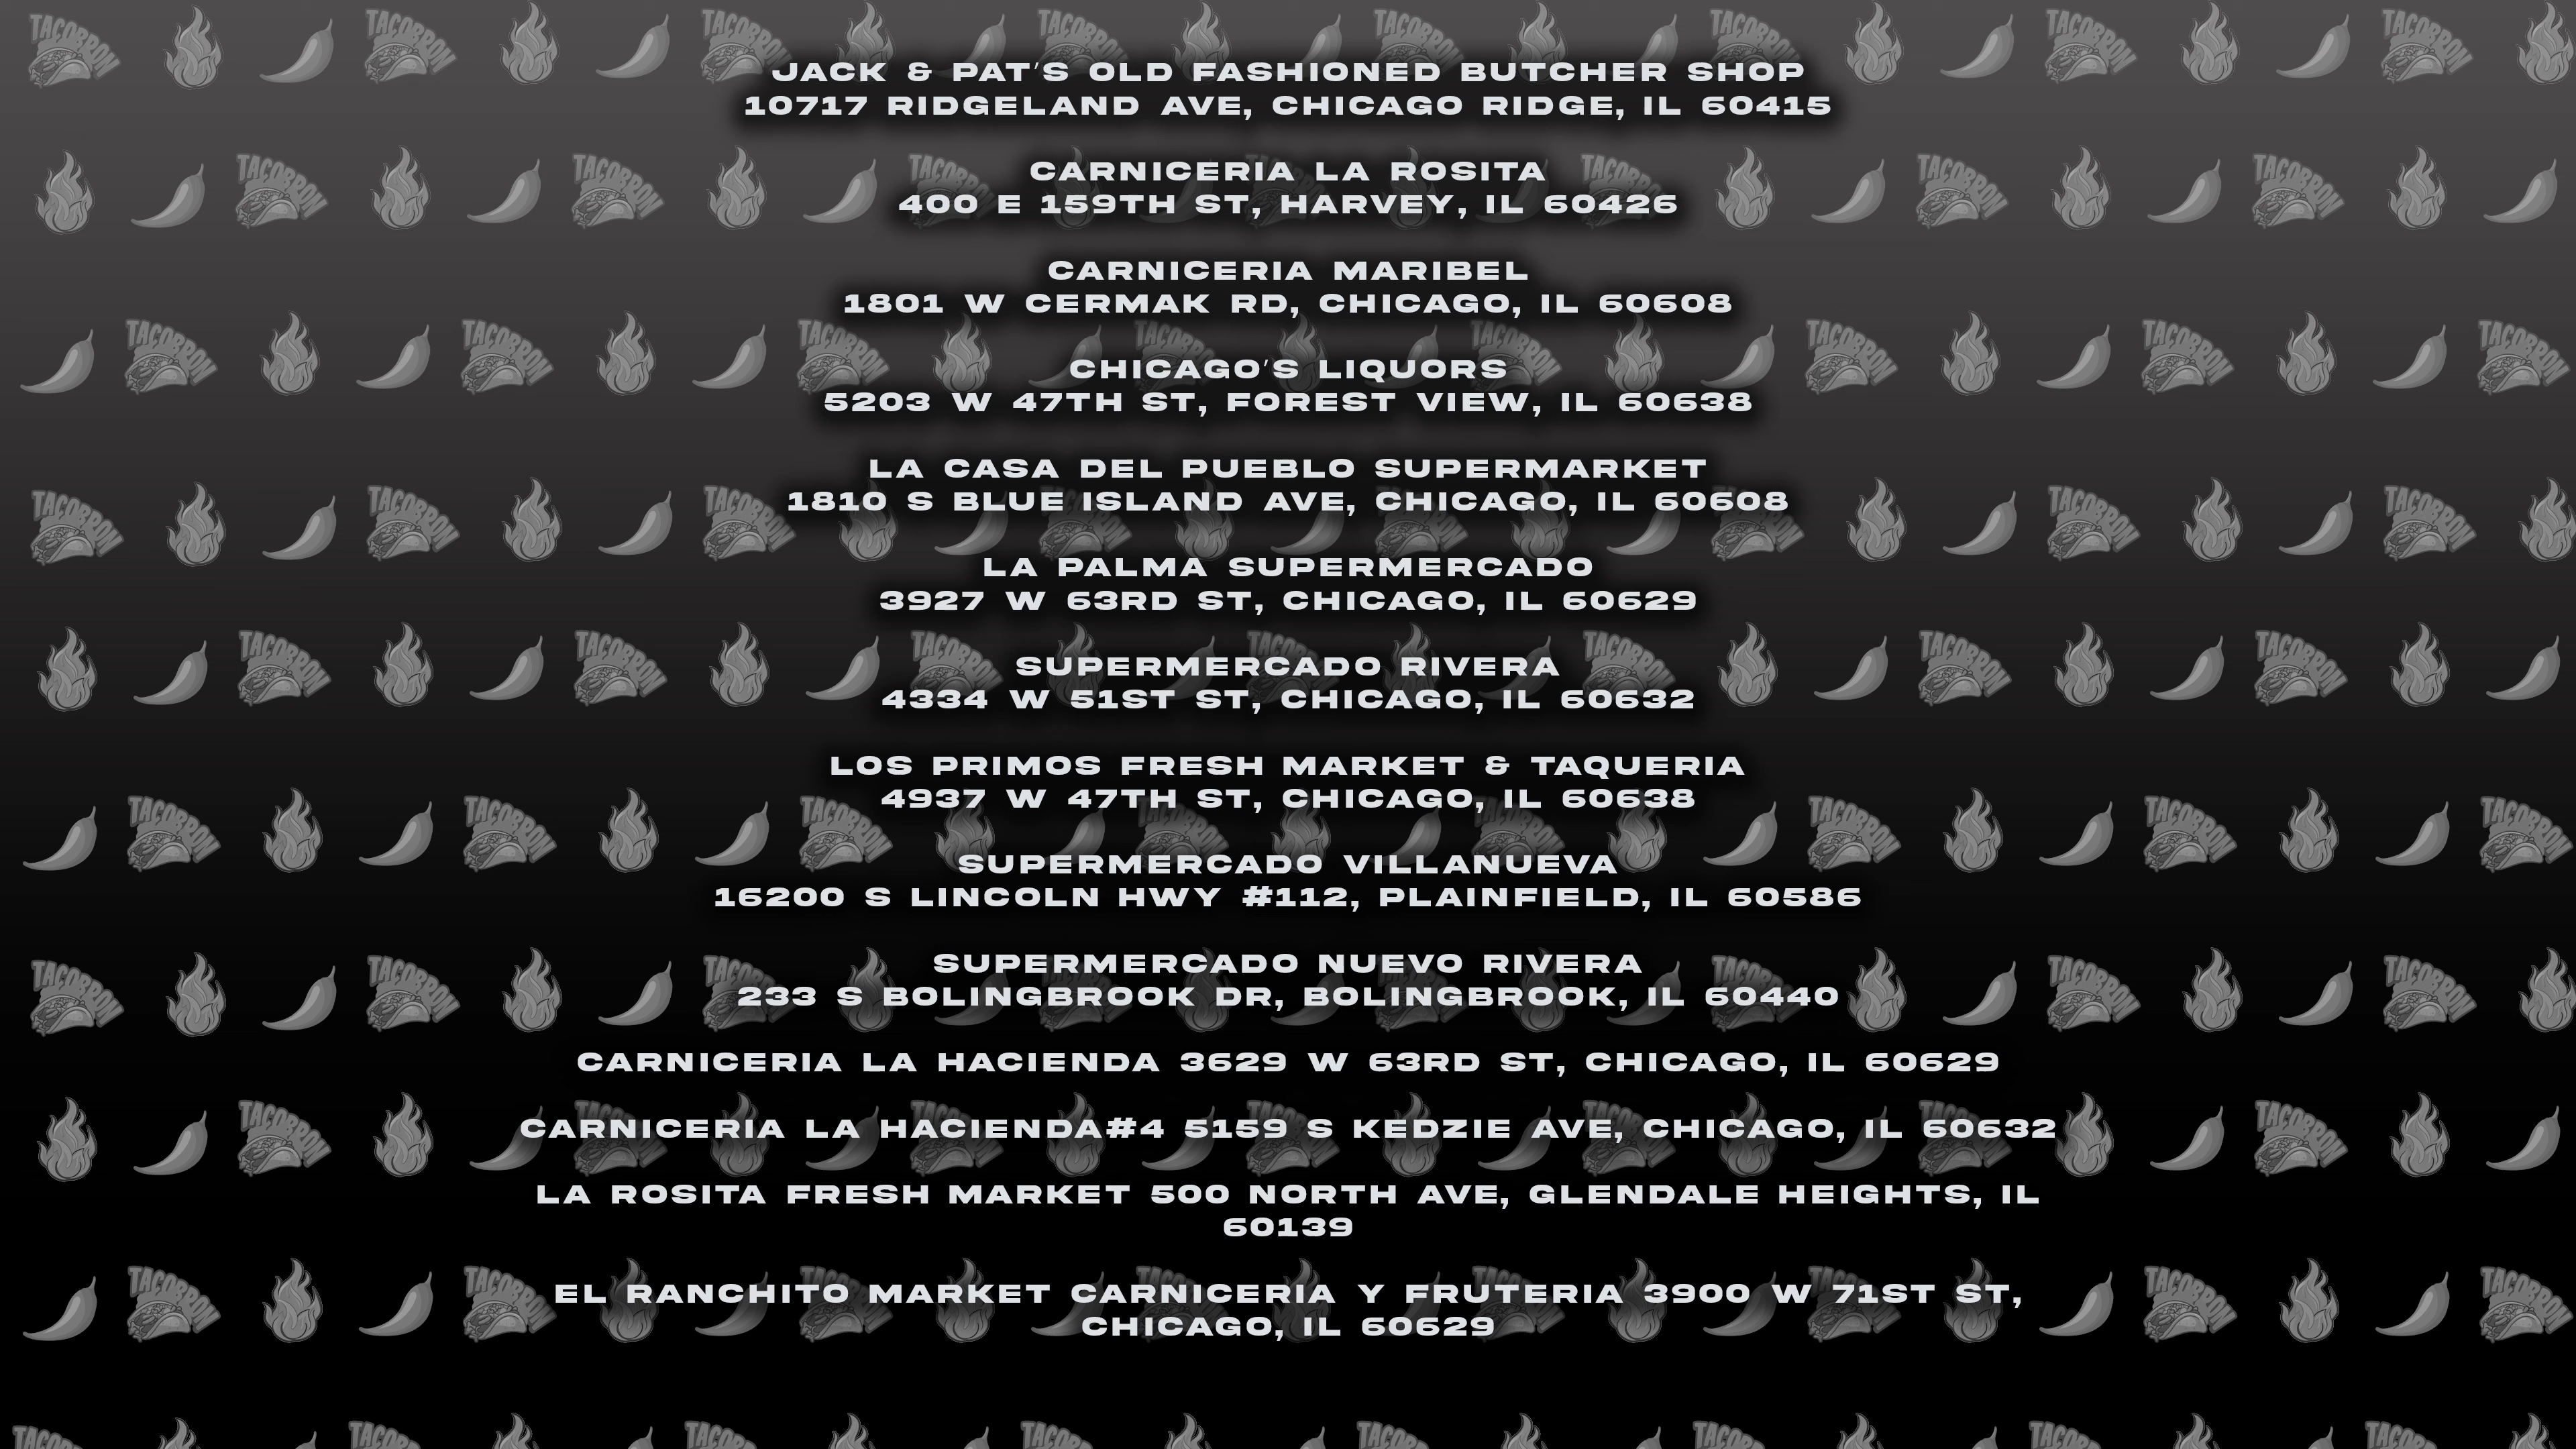 JACK & PAT'S OLD FASHIONED BUTCHER SHOP
10717 RIDGELAND AVE, CHICAGO RIDGE, IL 60415
CARNICERIA LA ROSITA
400 E 159TH ST, HARVEY, IL 60426
CARNICERIA MARIBEL
1801 W CERMAK RD, CHICAGO, IL 60608
CHICAGO'S LIQUORS
5203 W 47TH ST, FOREST VIEW, IL 60638
LA CASA DEL PUEBLO SUPERMARKET
1810 S BLUE ISLAND AVE, CHICAGO, IL 60608
LA PALMA SUPERMERCADO
3927 W 63RD ST, CHICAGO, IL 60629
SUPERMERCADO RIVERA
4334 W 51ST ST, CHICAGO, IL 60632
LOS PRIMOS FRESH MARKET & TAQUERIA
4937 W 47TH ST, CHICAGO, IL 60638
SUPERMERCADO VILLANUEVA
16200 S LINCOLN HWY #112, PLAINFIELD, IL 60586
SUPERMERCADO NUEVO RIVERA
233 S BOLINGBROOK DR, BOLINGBROOK, IL 60440
CARNICERIA LA HACIENDA 3629 W 63RD ST, CHICAGO, IL 60629
CARNICERIA LA HACIENDA#4 5159 S KEDZIE AVE, CHICAGO, IL 60632
LA ROSITA FRESH MARKET 500 NORTH AVE, GLENDALE HEIGHTS, IL
60139
EL RANCHITO MARKET CARNICERIA Y FRUTERIA 3900 W 71ST ST,
CHICAGO, IL 60629